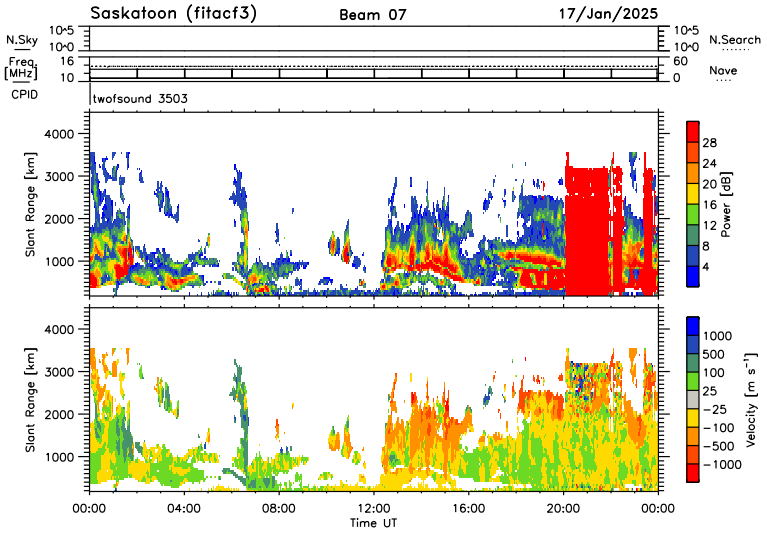 Saskatoon (fitacf3) Beam 07 17/Jan/2025
N.Sky 10^5 10^0 10^5 10^0 N.Search
Freq. [MHz] 16 10 60 0 Nave
CPID twofsound 3503
Slant Range [km] 4000 3000 2000 1000
28 24 20 16 12 8 4 Power [dB]
Slant Range [km] 4000 3000 2000 1000
1000 500 100 25 −25 −100 −500 −1000 Velocity [m s⁻¹]
00:00 04:00 08:00 12:00 16:00 20:00 00:00
Time UT